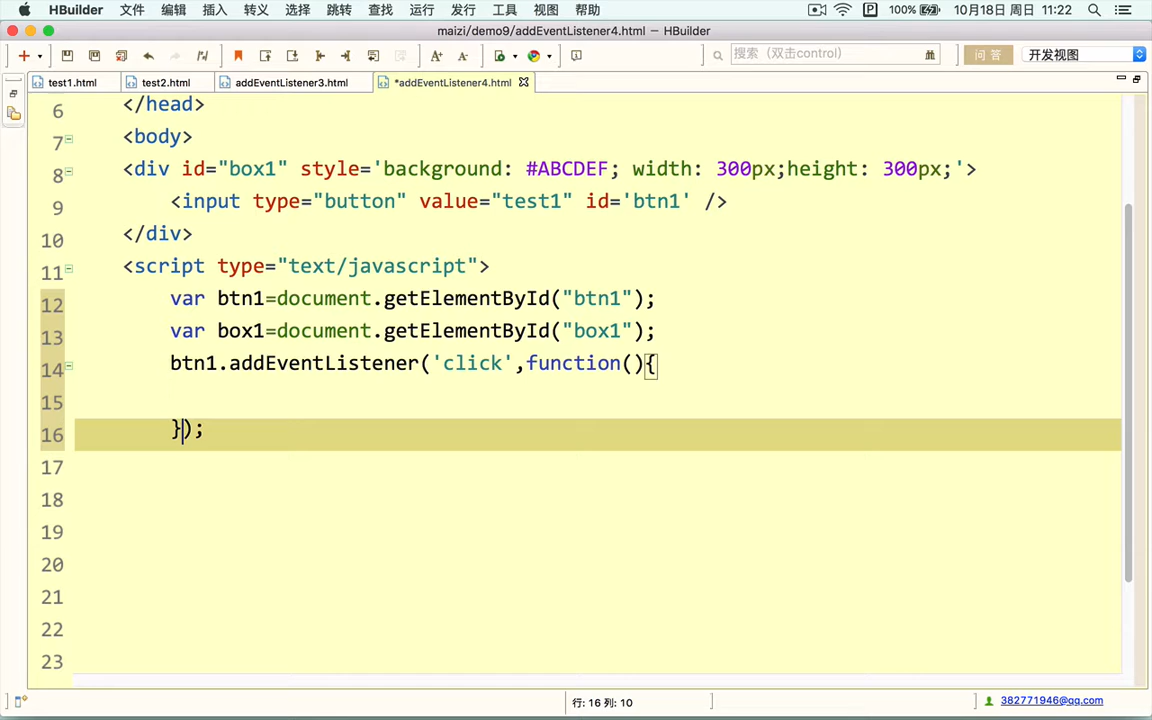 HBuilder 文件 编辑 插入 转义 选择 跳转 查找 运行 发行 工具 视图 帮助 100% 10月18日 周日 11:22
maizi/demo9/addEventListener4.html — HBuilder
搜索（双击control） 问 答 开发视图
test1.html test2.html addEventListener3.html *addEventListener4.html
6 </head>
7 <body>
8 <div id="box1" style='background: #ABCDEF; width: 300px;height: 300px;'>
9 <input type="button" value="test1" id='btn1' />
10 </div>
11 <script type="text/javascript">
12 var btn1=document.getElementById("btn1");
13 var box1=document.getElementById("box1");
14 btn1.addEventListener('click',function(){
15
16 });
17
18
19
20
21
22
23
行: 16 列: 10 382771946@qq.com